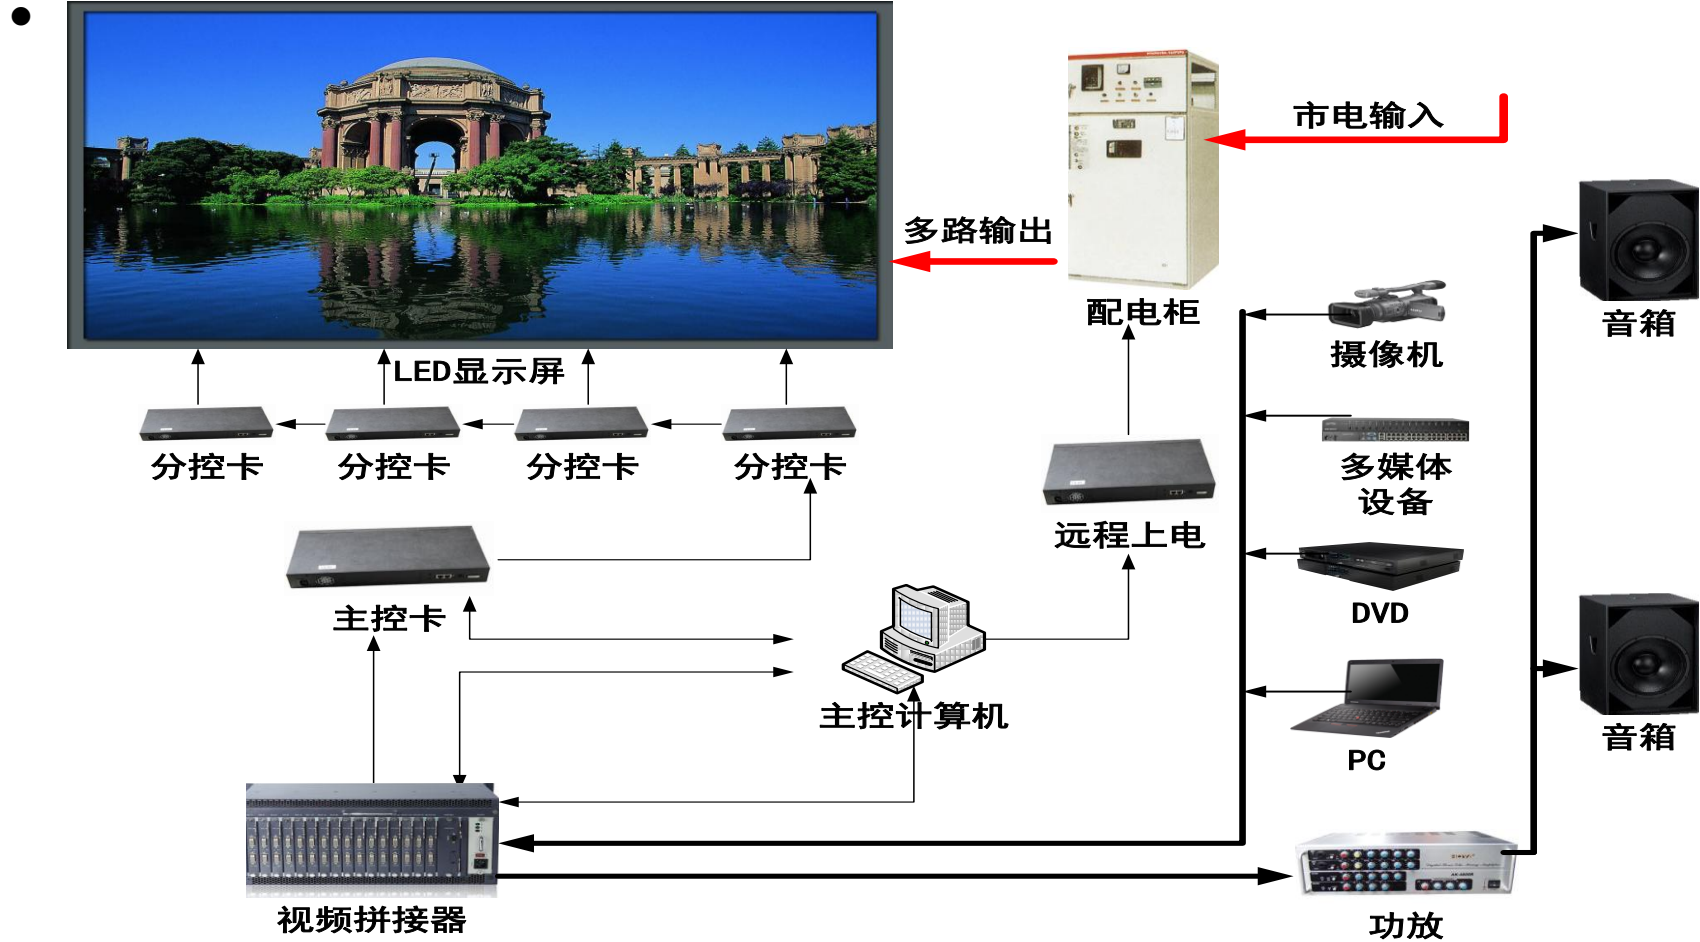 市电输入
多路输出
配电柜
音箱
摄像机
LED显示屏
分控卡
分控卡
分控卡
分控卡
多媒体
设备
远程上电
主控卡
DVD
主控计算机
音箱
PC
视频拼接器
功放